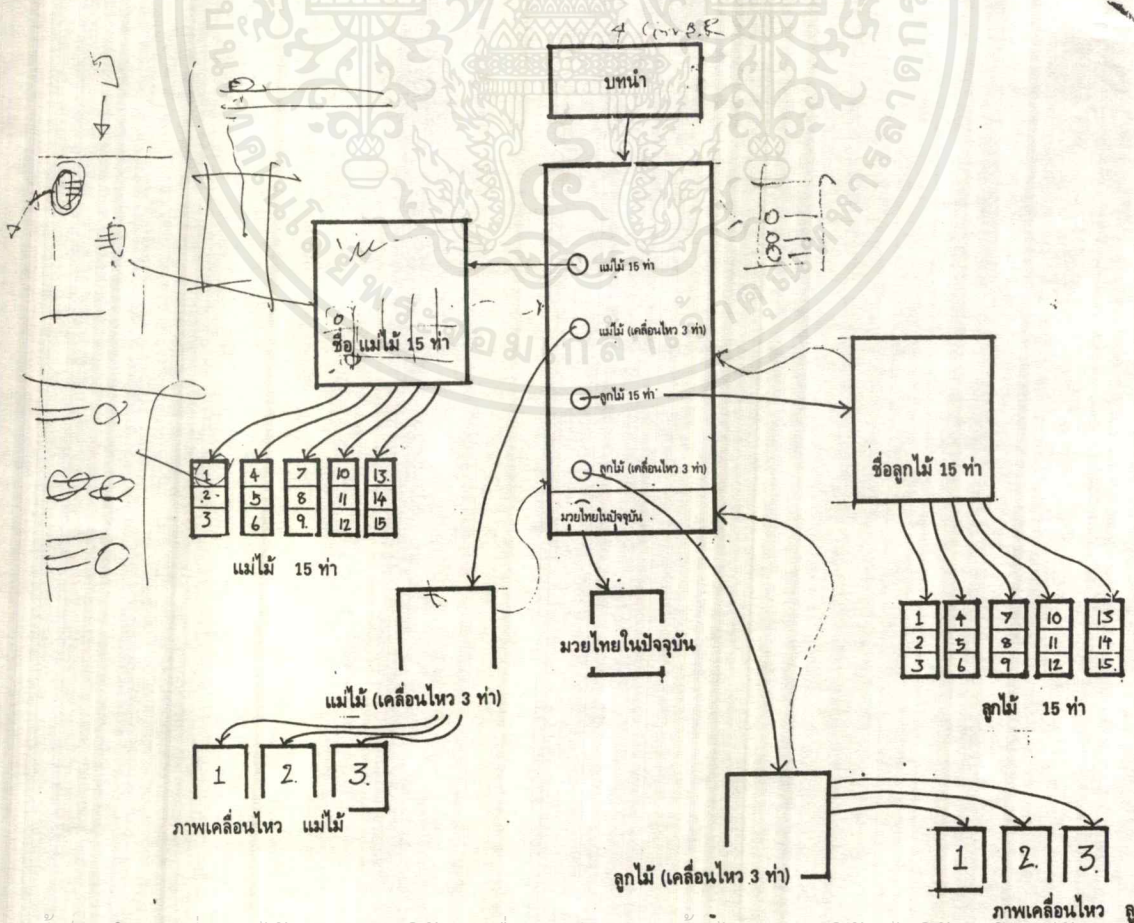 บทนำ
แม่ไม้ 15 ท่า
แม่ไม้ (เคลื่อนไหว 3 ท่า)
ลูกไม้ 15 ท่า
ลูกไม้ (เคลื่อนไหว 3 ท่า)
มวยไทยในปัจจุบัน
ชื่อ แม่ไม้ 15 ท่า
1 4 7 10 13.
2. 5 8 11 14
3 6 9. 12 15
แม่ไม้ 15 ท่า
ชื่อลูกไม้ 15 ท่า
1 4 7 10 13
2 5 8 11 14
3 6 9 12 15.
ลูกไม้ 15 ท่า
มวยไทยในปัจจุบัน
แม่ไม้ (เคลื่อนไหว 3 ท่า)
1 2. 3.
ภาพเคลื่อนไหว แม่ไม้
ลูกไม้ (เคลื่อนไหว 3 ท่า)
1 2. 3.
ภาพเคลื่อนไหว